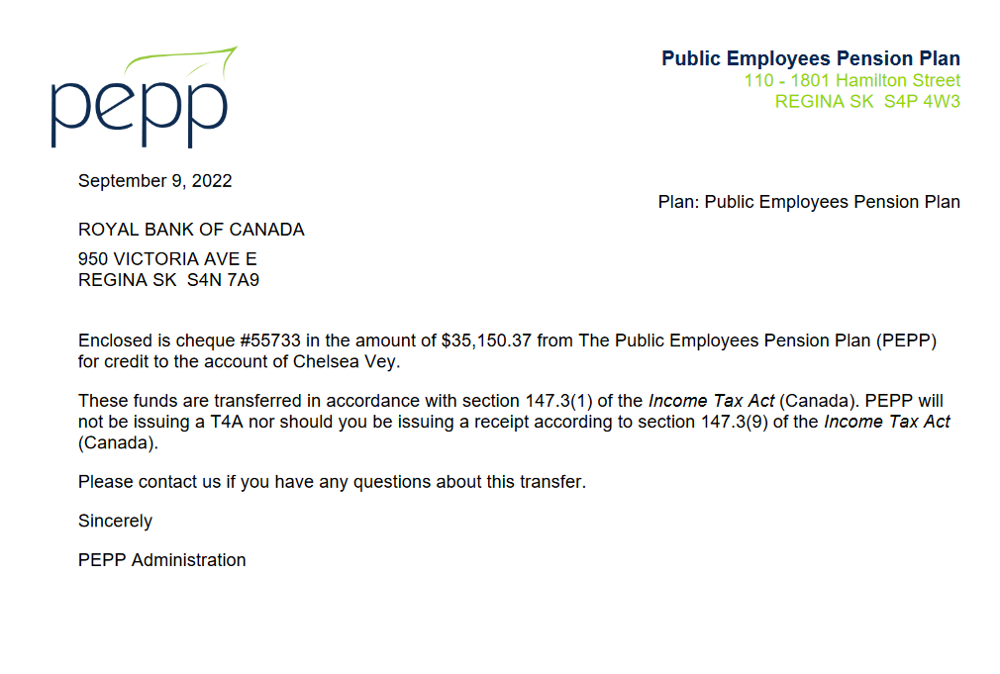 pepp
Public Employees Pension Plan
110 - 1801 Hamilton Street
REGINA SK  S4P 4W3
September 9, 2022
Plan: Public Employees Pension Plan
ROYAL BANK OF CANADA
950 VICTORIA AVE E
REGINA SK  S4N 7A9
Enclosed is cheque #55733 in the amount of $35,150.37 from The Public Employees Pension Plan (PEPP)
for credit to the account of Chelsea Vey.
These funds are transferred in accordance with section 147.3(1) of the Income Tax Act (Canada). PEPP will
not be issuing a T4A nor should you be issuing a receipt according to section 147.3(9) of the Income Tax Act
(Canada).
Please contact us if you have any questions about this transfer.
Sincerely
PEPP Administration